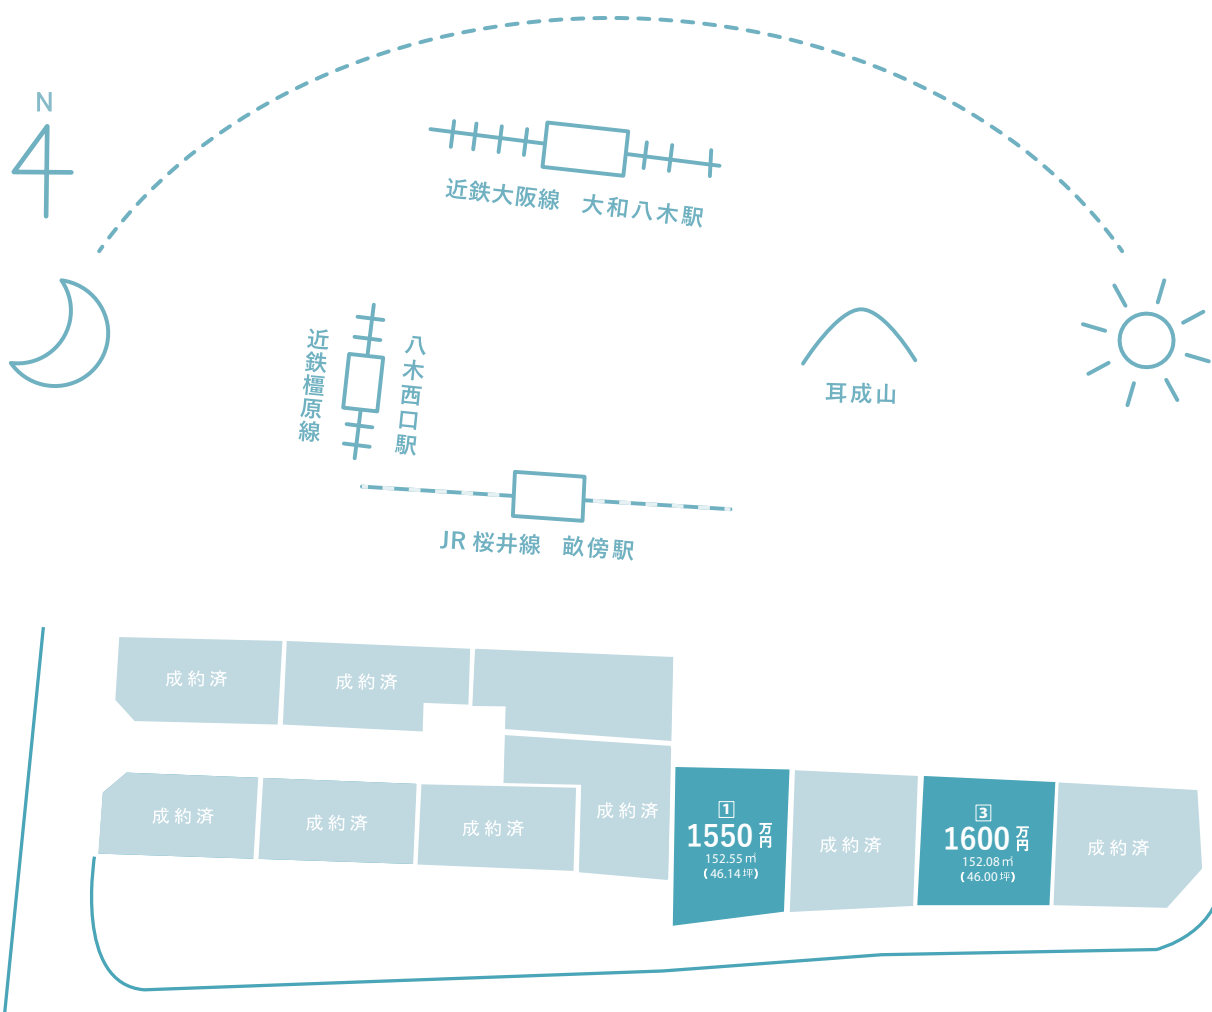 N
近鉄大阪線 大和八木駅
近鉄橿原線
八木西口駅
耳成山
JR 桜井線 畝傍駅
成約済
成約済
成約済
成約済
成約済
成約済
1
1550万円
152.55㎡
(46.14坪)
成約済
3
1600万円
152.08㎡
(46.00坪)
成約済